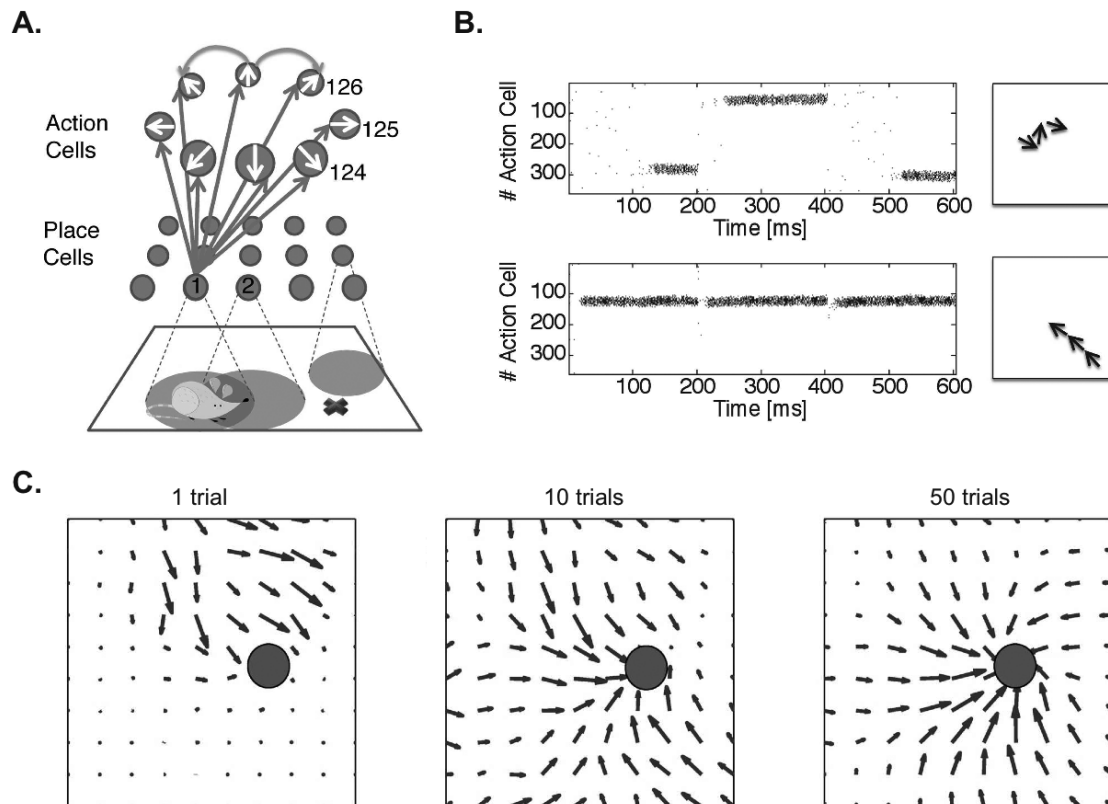 A.
Action
Cells
126
125
124
Place
Cells
1
2
B.
# Action Cell
100
200
300
100 200 300 400 500 600
Time [ms]
# Action Cell
100
200
300
100 200 300 400 500 600
Time [ms]
C.
1 trial
10 trials
50 trials